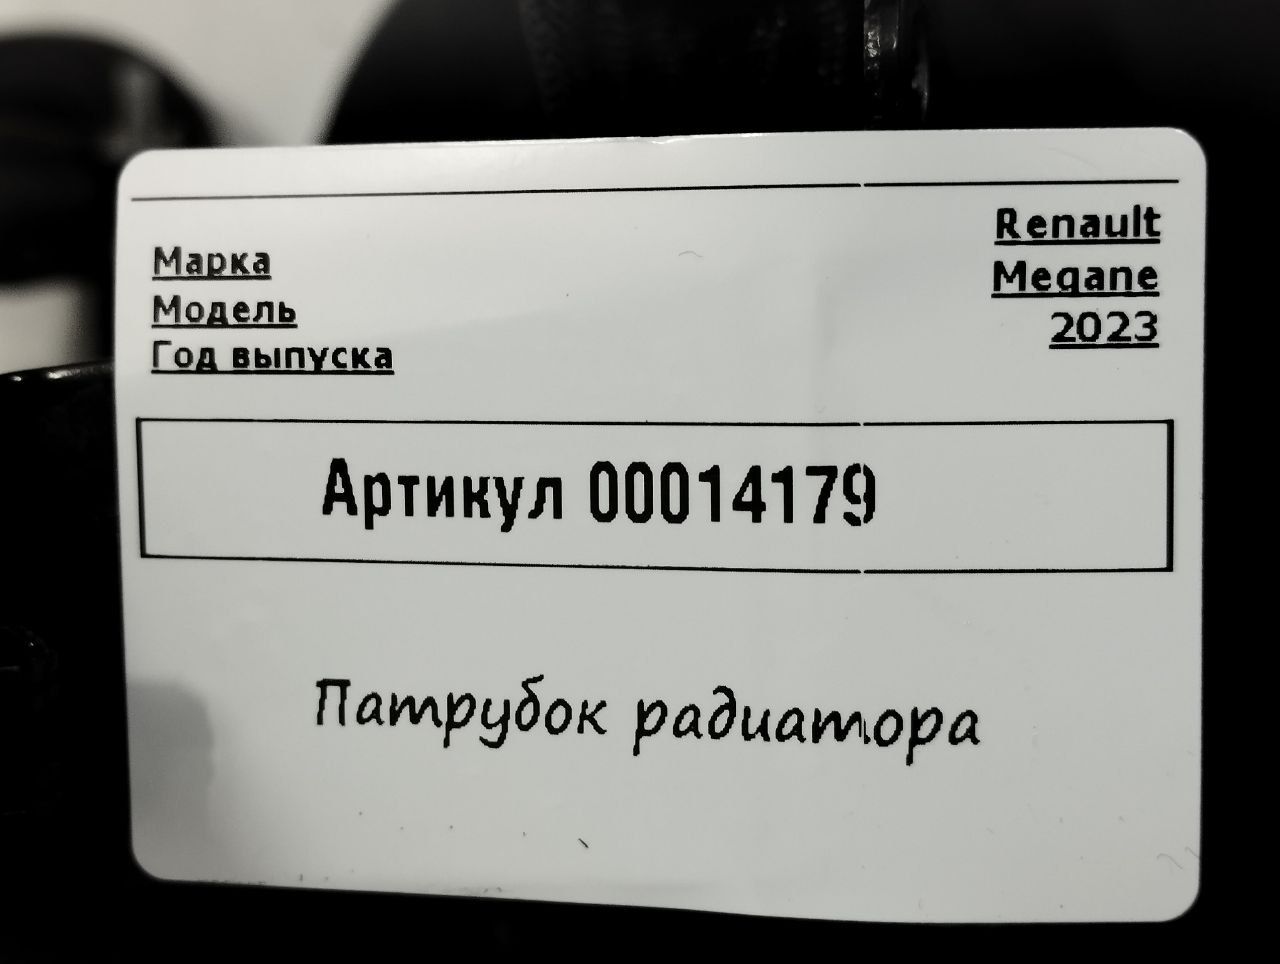 Марка Renault
Модель Megane
Год выпуска 2023
Артикул 00014179
Патрубок радиатора